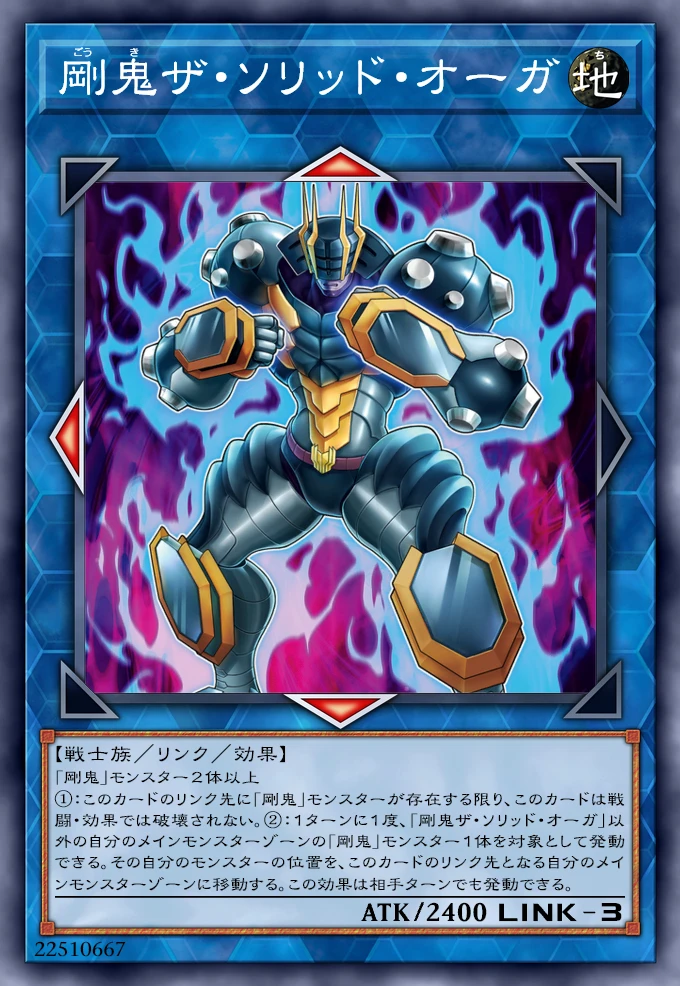 ごう き ち
剛鬼ザ・ソリッド・オーガ 地
【戦士族／リンク／効果】
「剛鬼」モンスター２体以上
①：このカードのリンク先に「剛鬼」モンスターが存在する限り、このカードは戦
闘・効果では破壊されない。②：１ターンに１度、「剛鬼ザ・ソリッド・オーガ」以
外の自分のメインモンスターゾーンの「剛鬼」モンスター１体を対象として発動
できる。その自分のモンスターの位置を、このカードのリンク先となる自分のメイ
ンモンスターゾーンに移動する。この効果は相手ターンでも発動できる。
ATK/2400 LINK-3
22510667